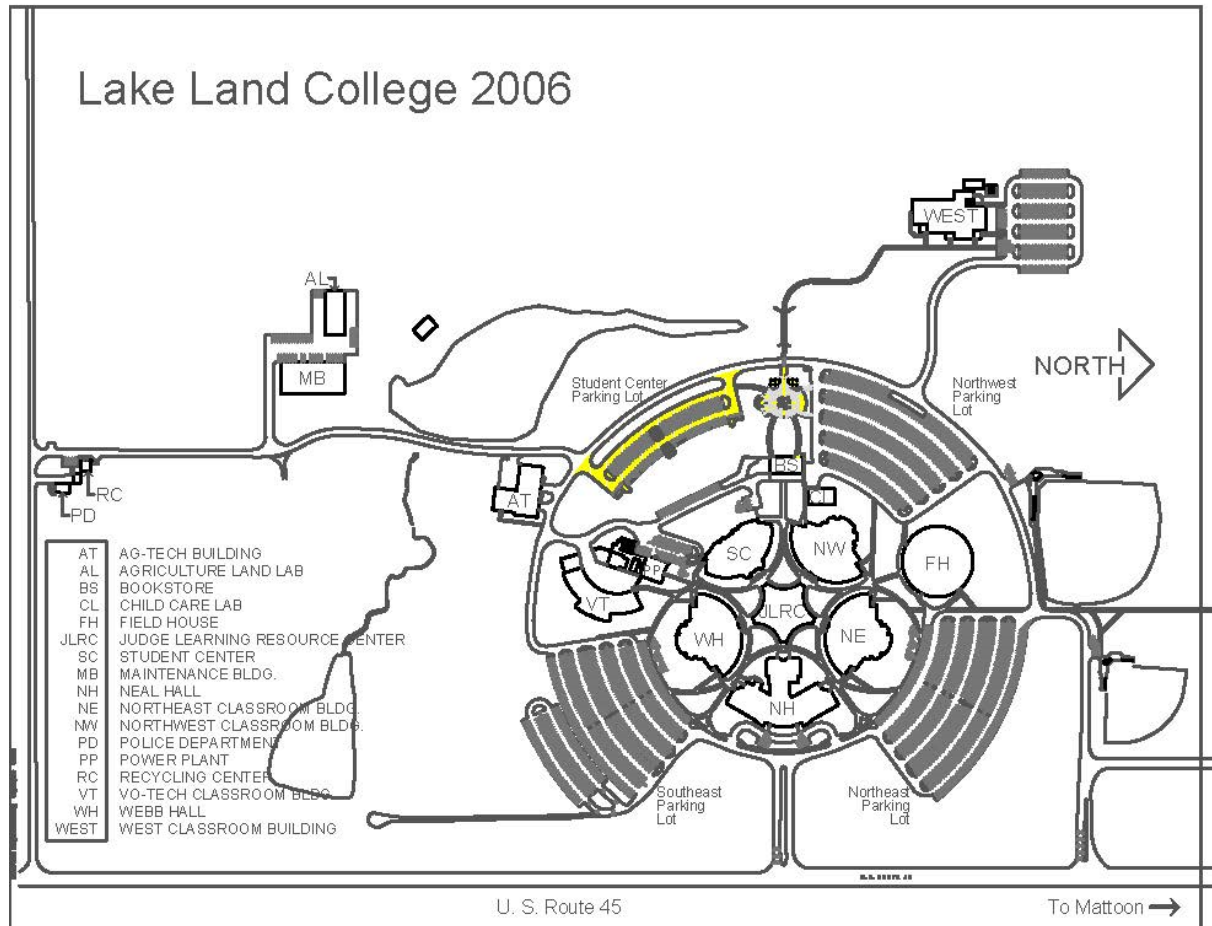 Lake Land College 2006
WEST
AL
MB
NORTH
Student Center
Parking Lot
Northwest
Parking
Lot
BS
AT
CL
RC
PD
SC
NW
FH
PP
VT
JLRC
WH
NE
NH
AT AG-TECH BUILDING
AL AGRICULTURE LAND LAB
BS BOOKSTORE
CL CHILD CARE LAB
FH FIELD HOUSE
JLRC JUDGE LEARNING RESOURCE CENTER
SC STUDENT CENTER
MB MAINTENANCE BLDG.
NH NEAL HALL
NE NORTHEAST CLASSROOM BLDG.
NW NORTHWEST CLASSROOM BLDG.
PD POLICE DEPARTMENT
PP POWER PLANT
RC RECYCLING CENTER
VT VO-TECH CLASSROOM BLDG.
WH WEBB HALL
WEST WEST CLASSROOM BUILDING
Southeast
Parking
Lot
Northeast
Parking
Lot
U. S. Route 45
To Mattoon